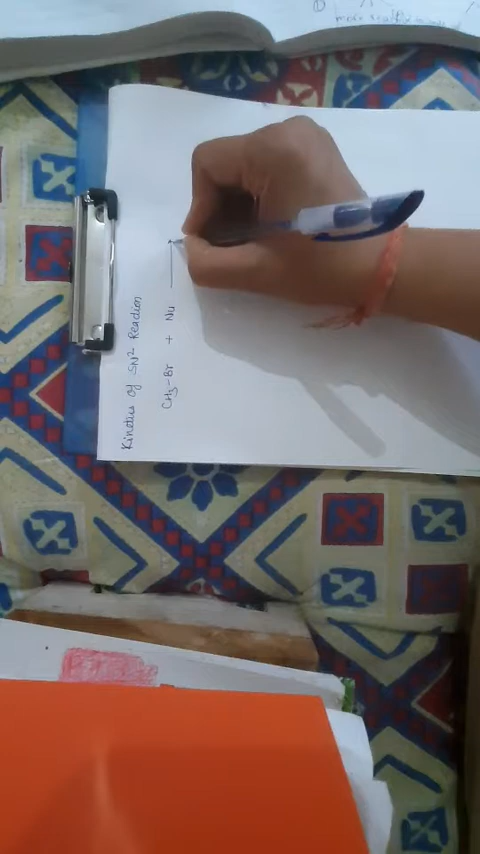 Kinetics of SN² Reaction
CH₃-Br + Nu →